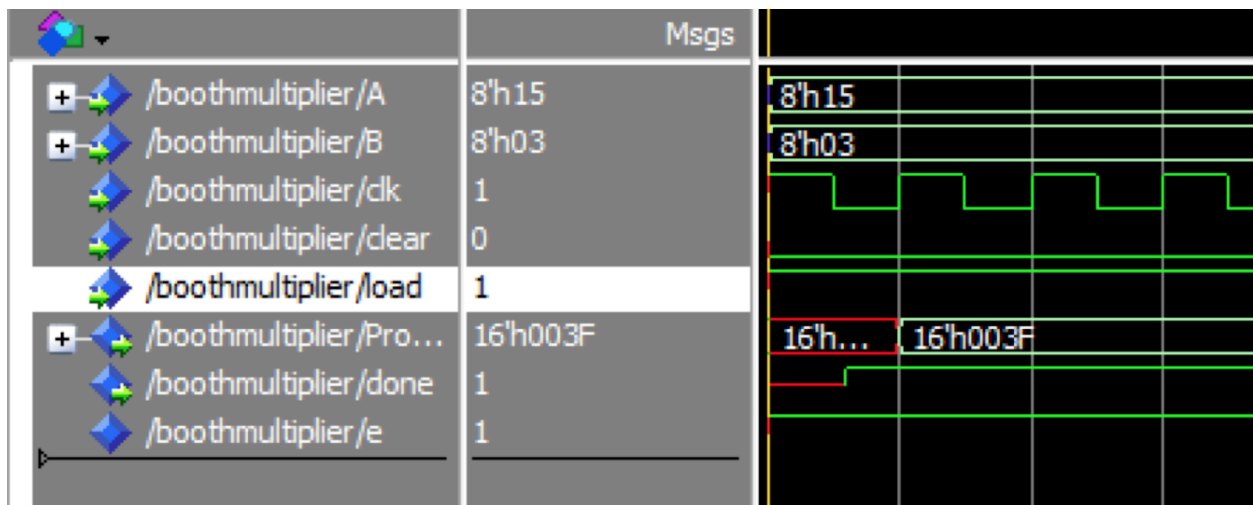 Msgs
/boothmultiplier/A 8'h15 8'h15
/boothmultiplier/B 8'h03 8'h03
/boothmultiplier/clk 1
/boothmultiplier/clear 0
/boothmultiplier/load 1
/boothmultiplier/Pro... 16'h003F 16'h... 16'h003F
/boothmultiplier/done 1
/boothmultiplier/e 1